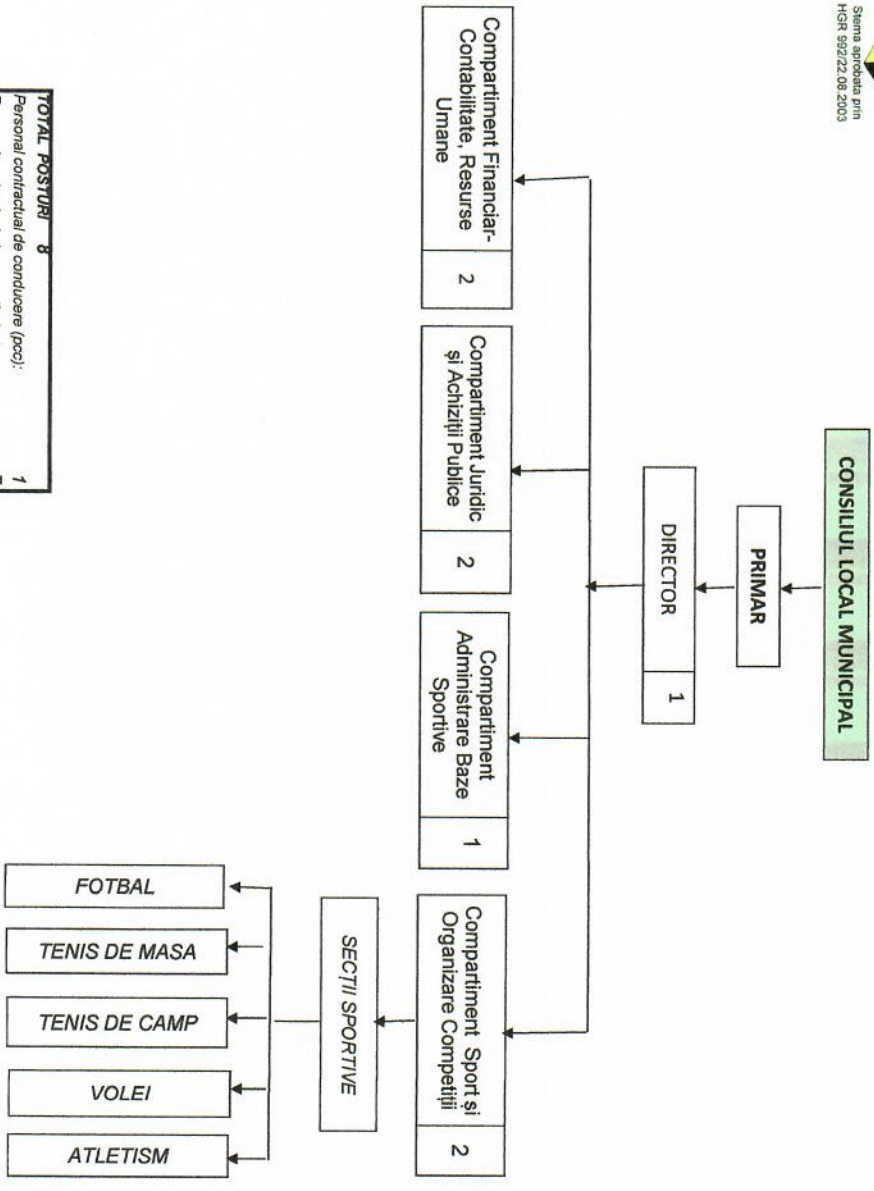 Stema aprobata prin
HGR 992/22.08.2003
CONSILIUL LOCAL MUNICIPAL
PRIMAR
DIRECTOR
1
Compartiment Financiar-
Contabilitate, Resurse
Umane
2
Compartiment Juridic
și Achiziții Publice
2
Compartiment
Administrare Baze
Sportive
1
Compartiment Sport și
Organizare Competiții
2
SECȚII SPORTIVE
FOTBAL
TENIS DE MASA
TENIS DE CAMP
VOLEI
ATLETISM
TOTAL POSTURI 8
Personal contractual de conducere (pcc): 1